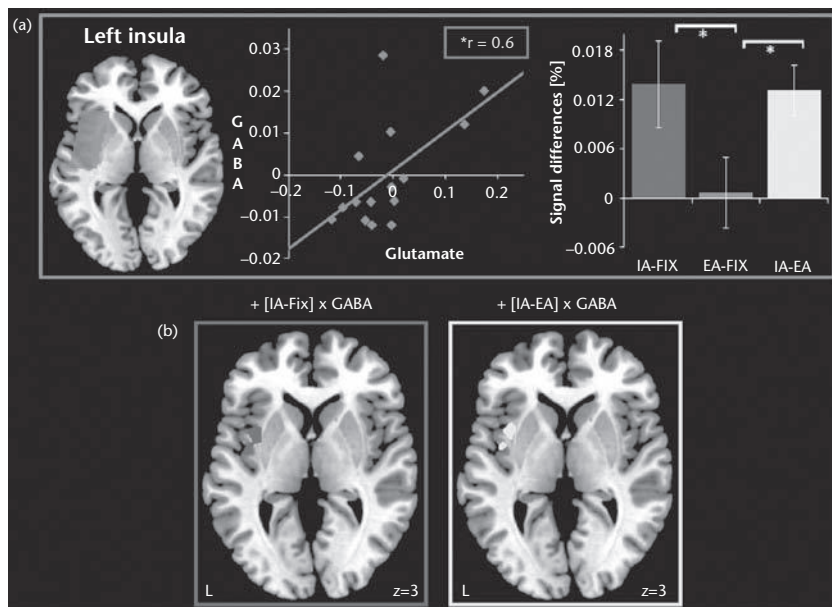 (a)
Left insula
GABA
0.03
0.02
0.01
0
−0.01
−0.02
−0.2
−0.1
0
0.1
0.2
Glutamate
*r = 0.6
Signal differences [%]
0.018
0.012
0.006
0
−0.006
*
*
IA-FIX EA-FIX IA-EA
(b)
+ [IA-Fix] x GABA
+ [IA-EA] x GABA
L z=3
L z=3